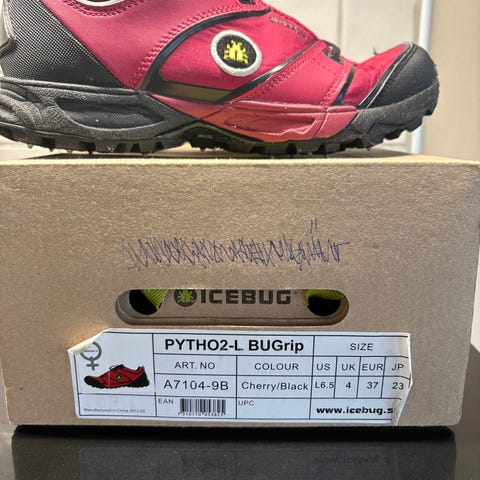 ICEBUG
PYTHO2-L BUGrip
SIZE
ART. NO
COLOUR
US
UK
EUR
JP
A7104-9B
Cherry/Black
L6.5
4
37
23
EAN
UPC
www.icebug.s
Manufactured in China 2012-02